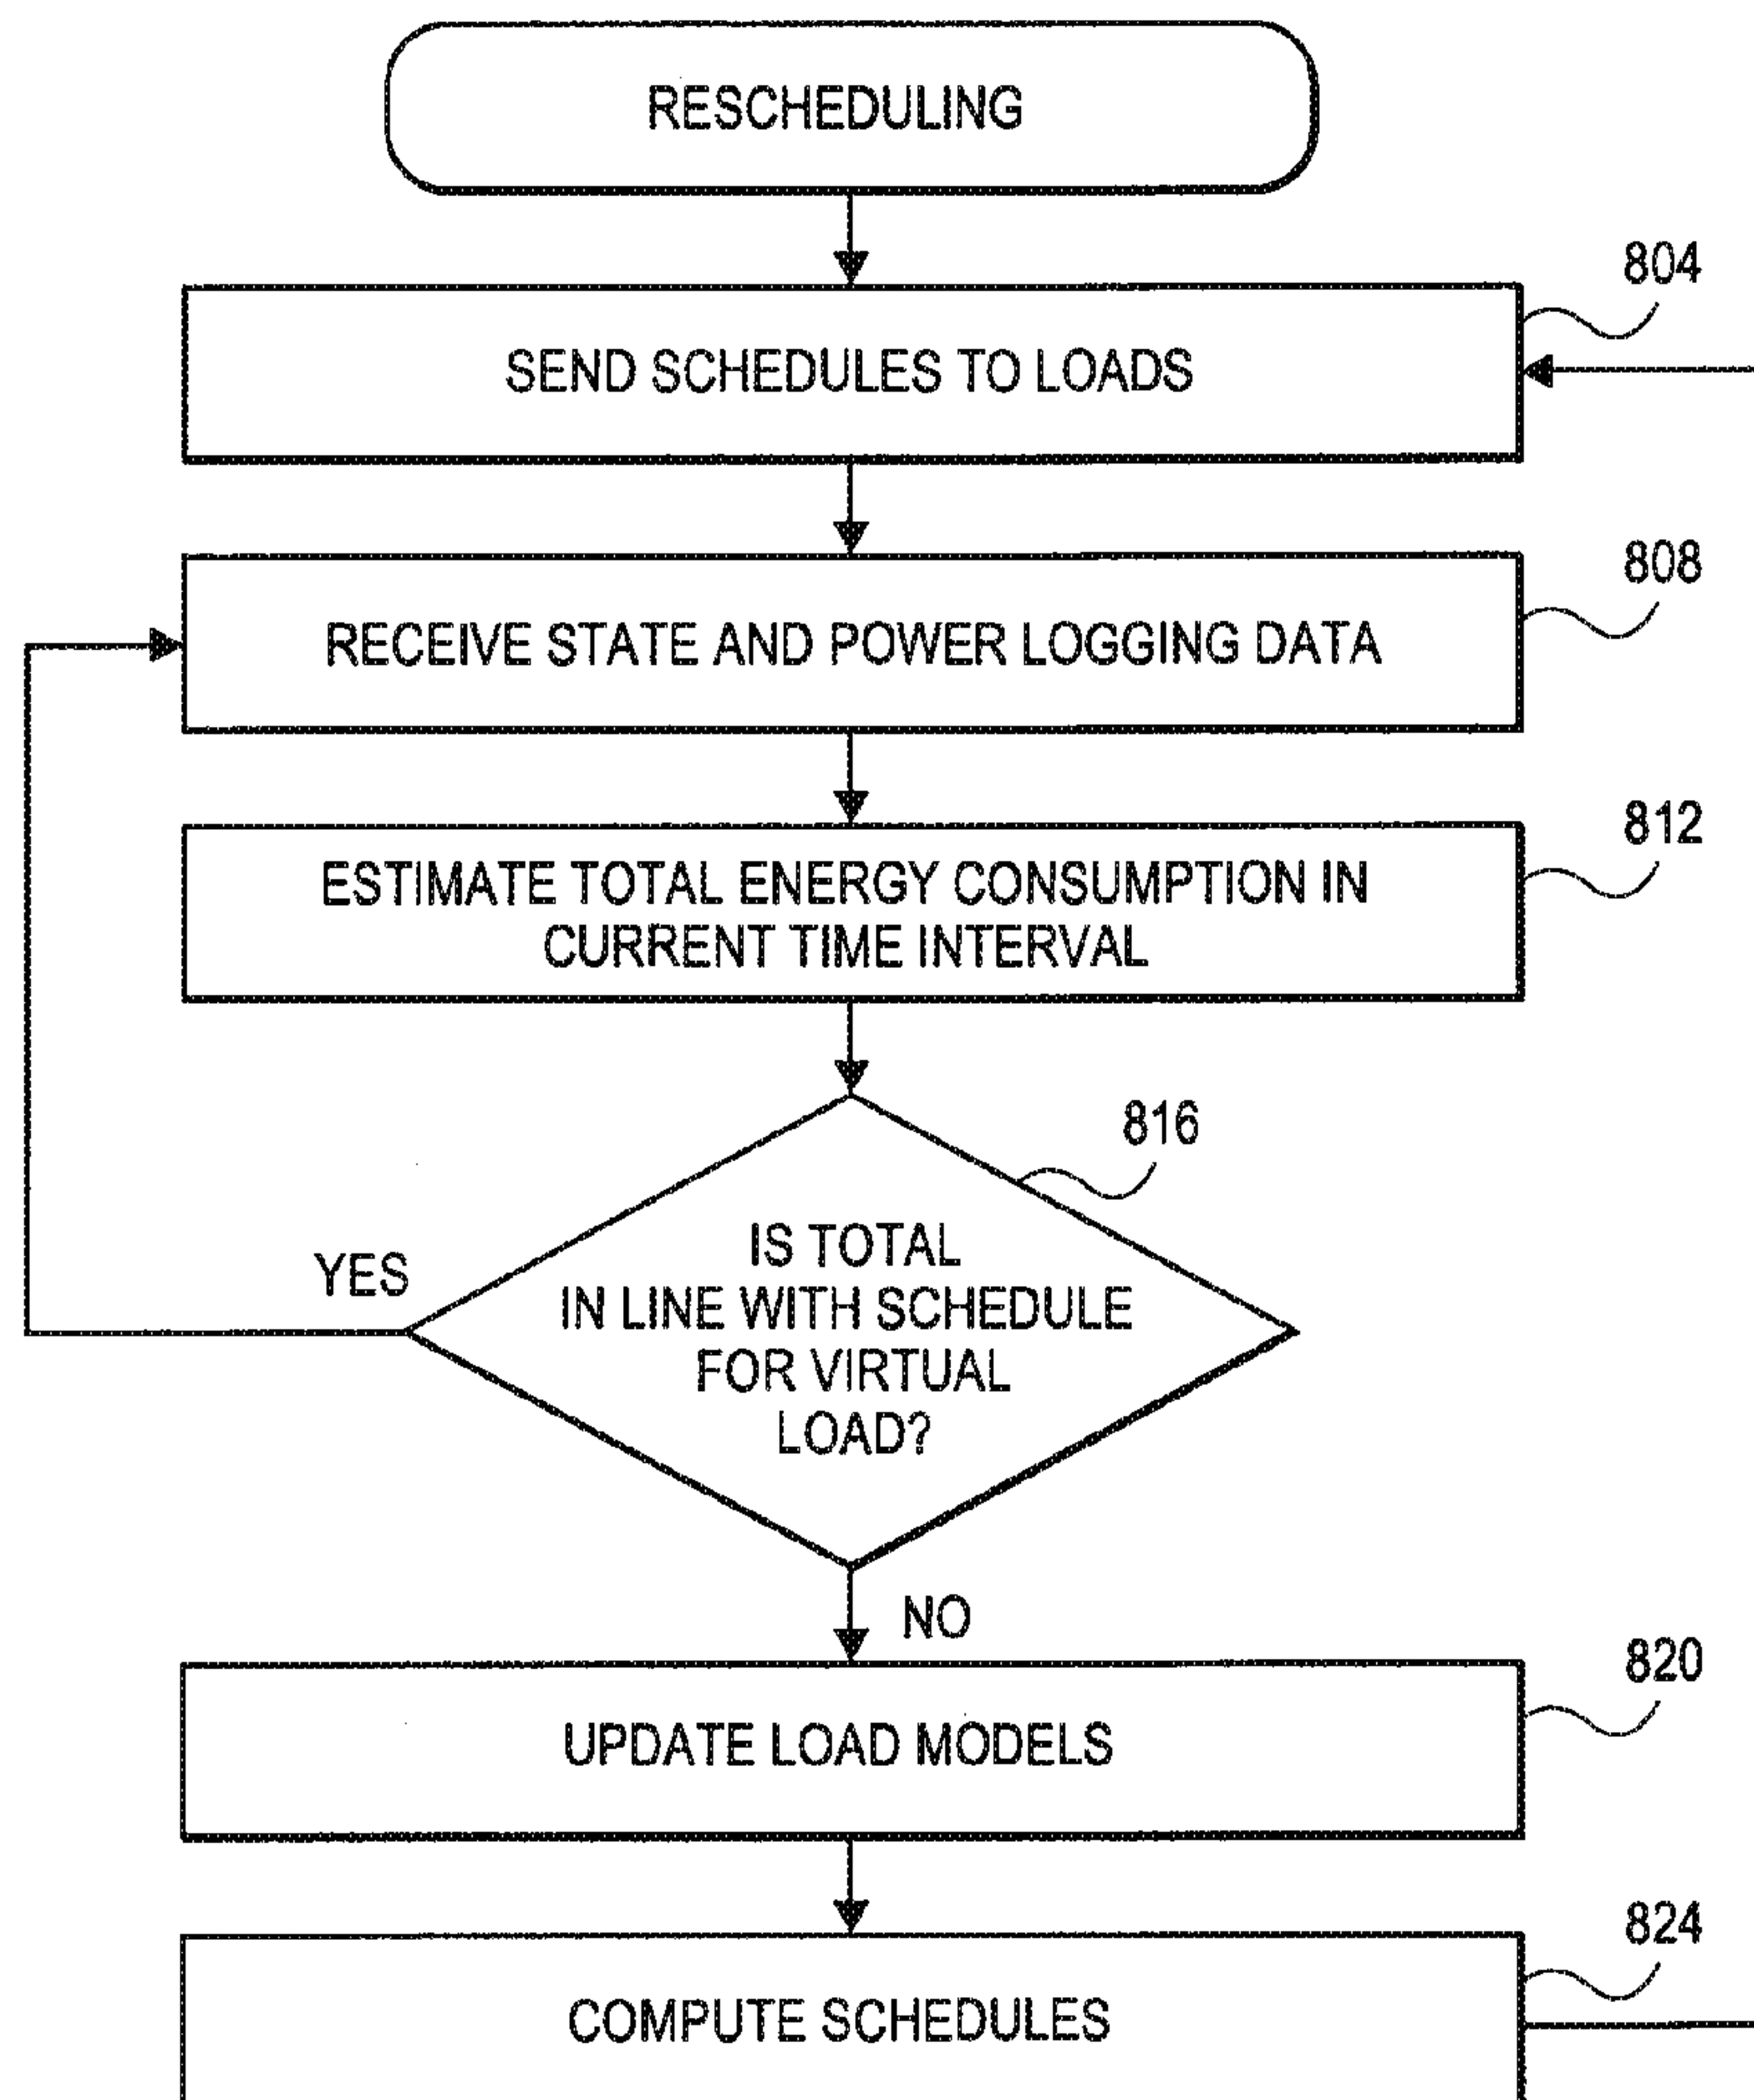 RESCHEDULING
804
SEND SCHEDULES TO LOADS
808
RECEIVE STATE AND POWER LOGGING DATA
812
ESTIMATE TOTAL ENERGY CONSUMPTION IN
CURRENT TIME INTERVAL
816
IS TOTAL
IN LINE WITH SCHEDULE
FOR VIRTUAL
LOAD?
YES
NO
820
UPDATE LOAD MODELS
824
COMPUTE SCHEDULES